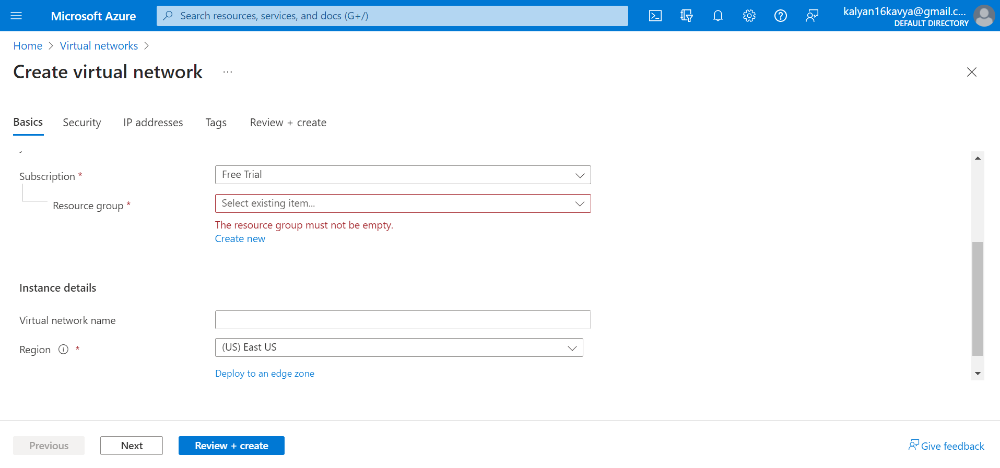 Microsoft Azure
Search resources, services, and docs (G+/)
kalyan16kavya@gmail.c...
DEFAULT DIRECTORY
Home > Virtual networks >
Create virtual network ...
Basics Security IP addresses Tags Review + create
Subscription *
Free Trial
Resource group *
Select existing item...
The resource group must not be empty.
Create new
Instance details
Virtual network name
Region *
(US) East US
Deploy to an edge zone
Previous Next Review + create Give feedback